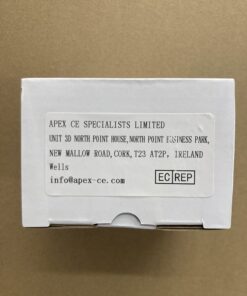 APEX CE SPECIALISTS LIMITED
UNIT 3D NORTH POINT HOUSE, NORTH POINT BUSINESS PARK,
NEW MALLOW ROAD, CORK, T23 AT2P, IRELAND
Wells
info@apex-ce.com
EC REP